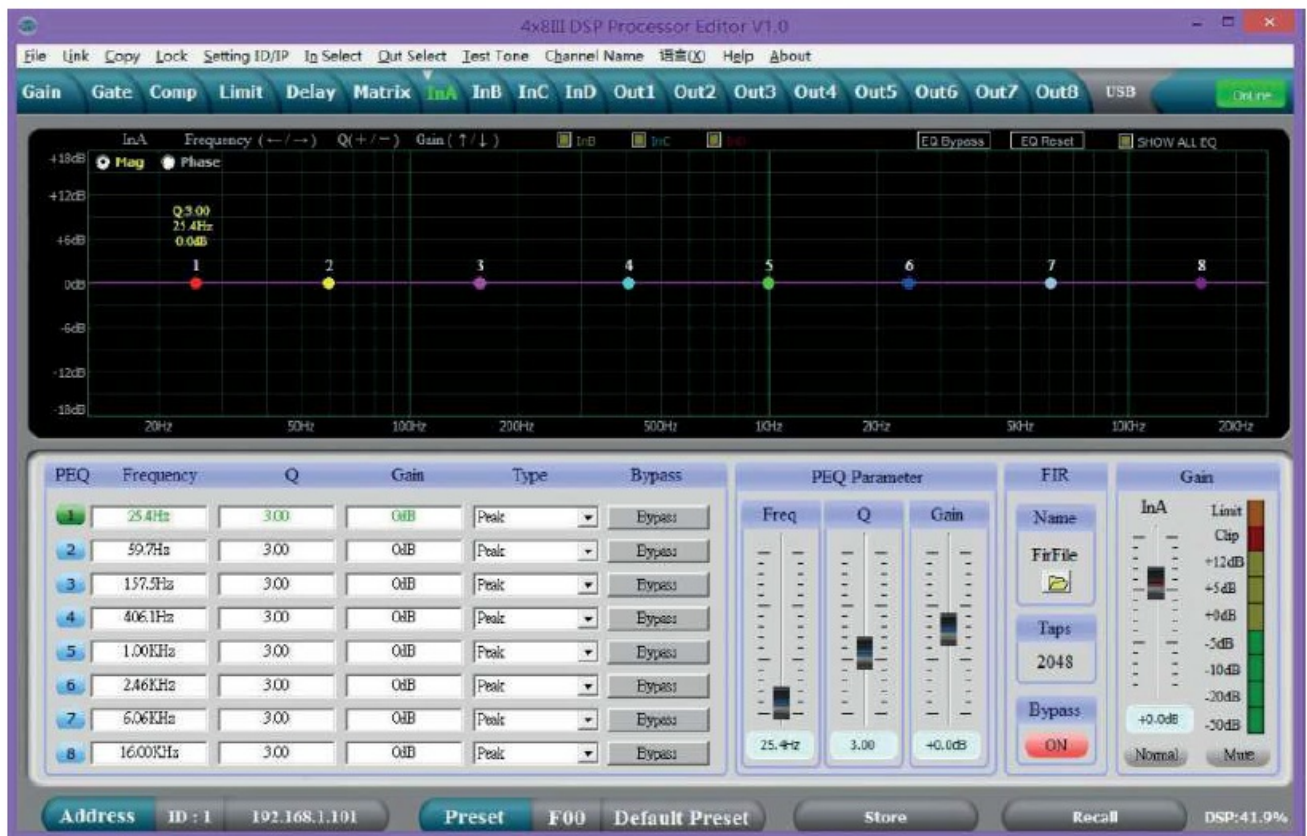 4x8III DSP Processor Editor V1.0
File Link Copy Lock Setting ID/IP In Select Out Select Test Tone Channel Name 语言(X) Help About
Gain Gate Comp Limit Delay Matrix InA InB InC InD Out1 Out2 Out3 Out4 Out5 Out6 Out7 Out8 USB OnLine
InA Frequency (←/→) Q(+/−) Gain (↑/↓) InB InC InD EQ Bypass EQ Reset SHOW ALL EQ
+18dB Mag Phase
+12dB
Q:3.00
25.4Hz
+6dB 0.0dB
1 2 3 4 5 6 7 8
0dB
-6dB
-12dB
-18dB
20Hz 50Hz 100Hz 200Hz 500Hz 1KHz 2KHz 5KHz 10KHz 20KHz
PEQ Frequency Q Gain Type Bypass PEQ Parameter FIR Gain
1 25.4Hz 3.00 0dB Peak Bypass Freq Q Gain Name InA Limit
Clip
2 59.7Hz 3.00 0dB Peak Bypass FirFile +12dB
3 157.5Hz 3.00 0dB Peak Bypass +5dB
4 406.1Hz 3.00 0dB Peak Bypass Taps +0dB
5 1.00KHz 3.00 0dB Peak Bypass 2048 -5dB
-10dB
6 2.46KHz 3.00 0dB Peak Bypass -20dB
7 6.06KHz 3.00 0dB Peak Bypass Bypass +0.0dB -50dB
8 16.00KHz 3.00 0dB Peak Bypass 25.4Hz 3.00 +0.0dB ON Normal Mute
Address ID : 1 192.168.1.101 Preset F00 Default Preset Store Recall DSP:41.9%